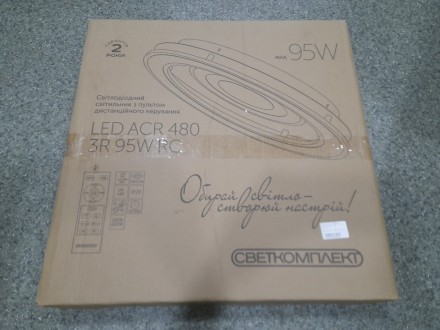 2
РОКИ
max
95W
Світлодіодний
світильник з пультом
дистанційного керування
LED ACR 480
3R 95W RC
Обирай світло–
створюй настрій!
СВЕТКОМПЛЕКТ